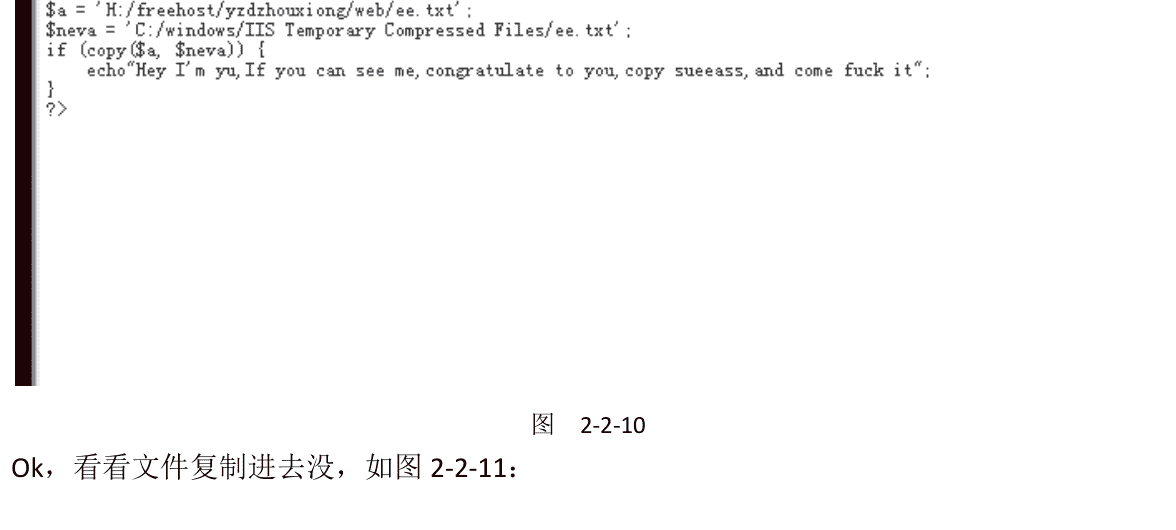 $a = 'H:/freehost/yzdzhouxiong/web/ee.txt';
$neva = 'C:/windows/IIS Temporary Compressed Files/ee.txt';
if (copy($a, $neva)) {
echo"Hey I'm yu,If you can see me,congratulate to you,copy sueeass,and come fuck it";
}
?>
图 2-2-10
Ok，看看文件复制进去没，如图 2-2-11：